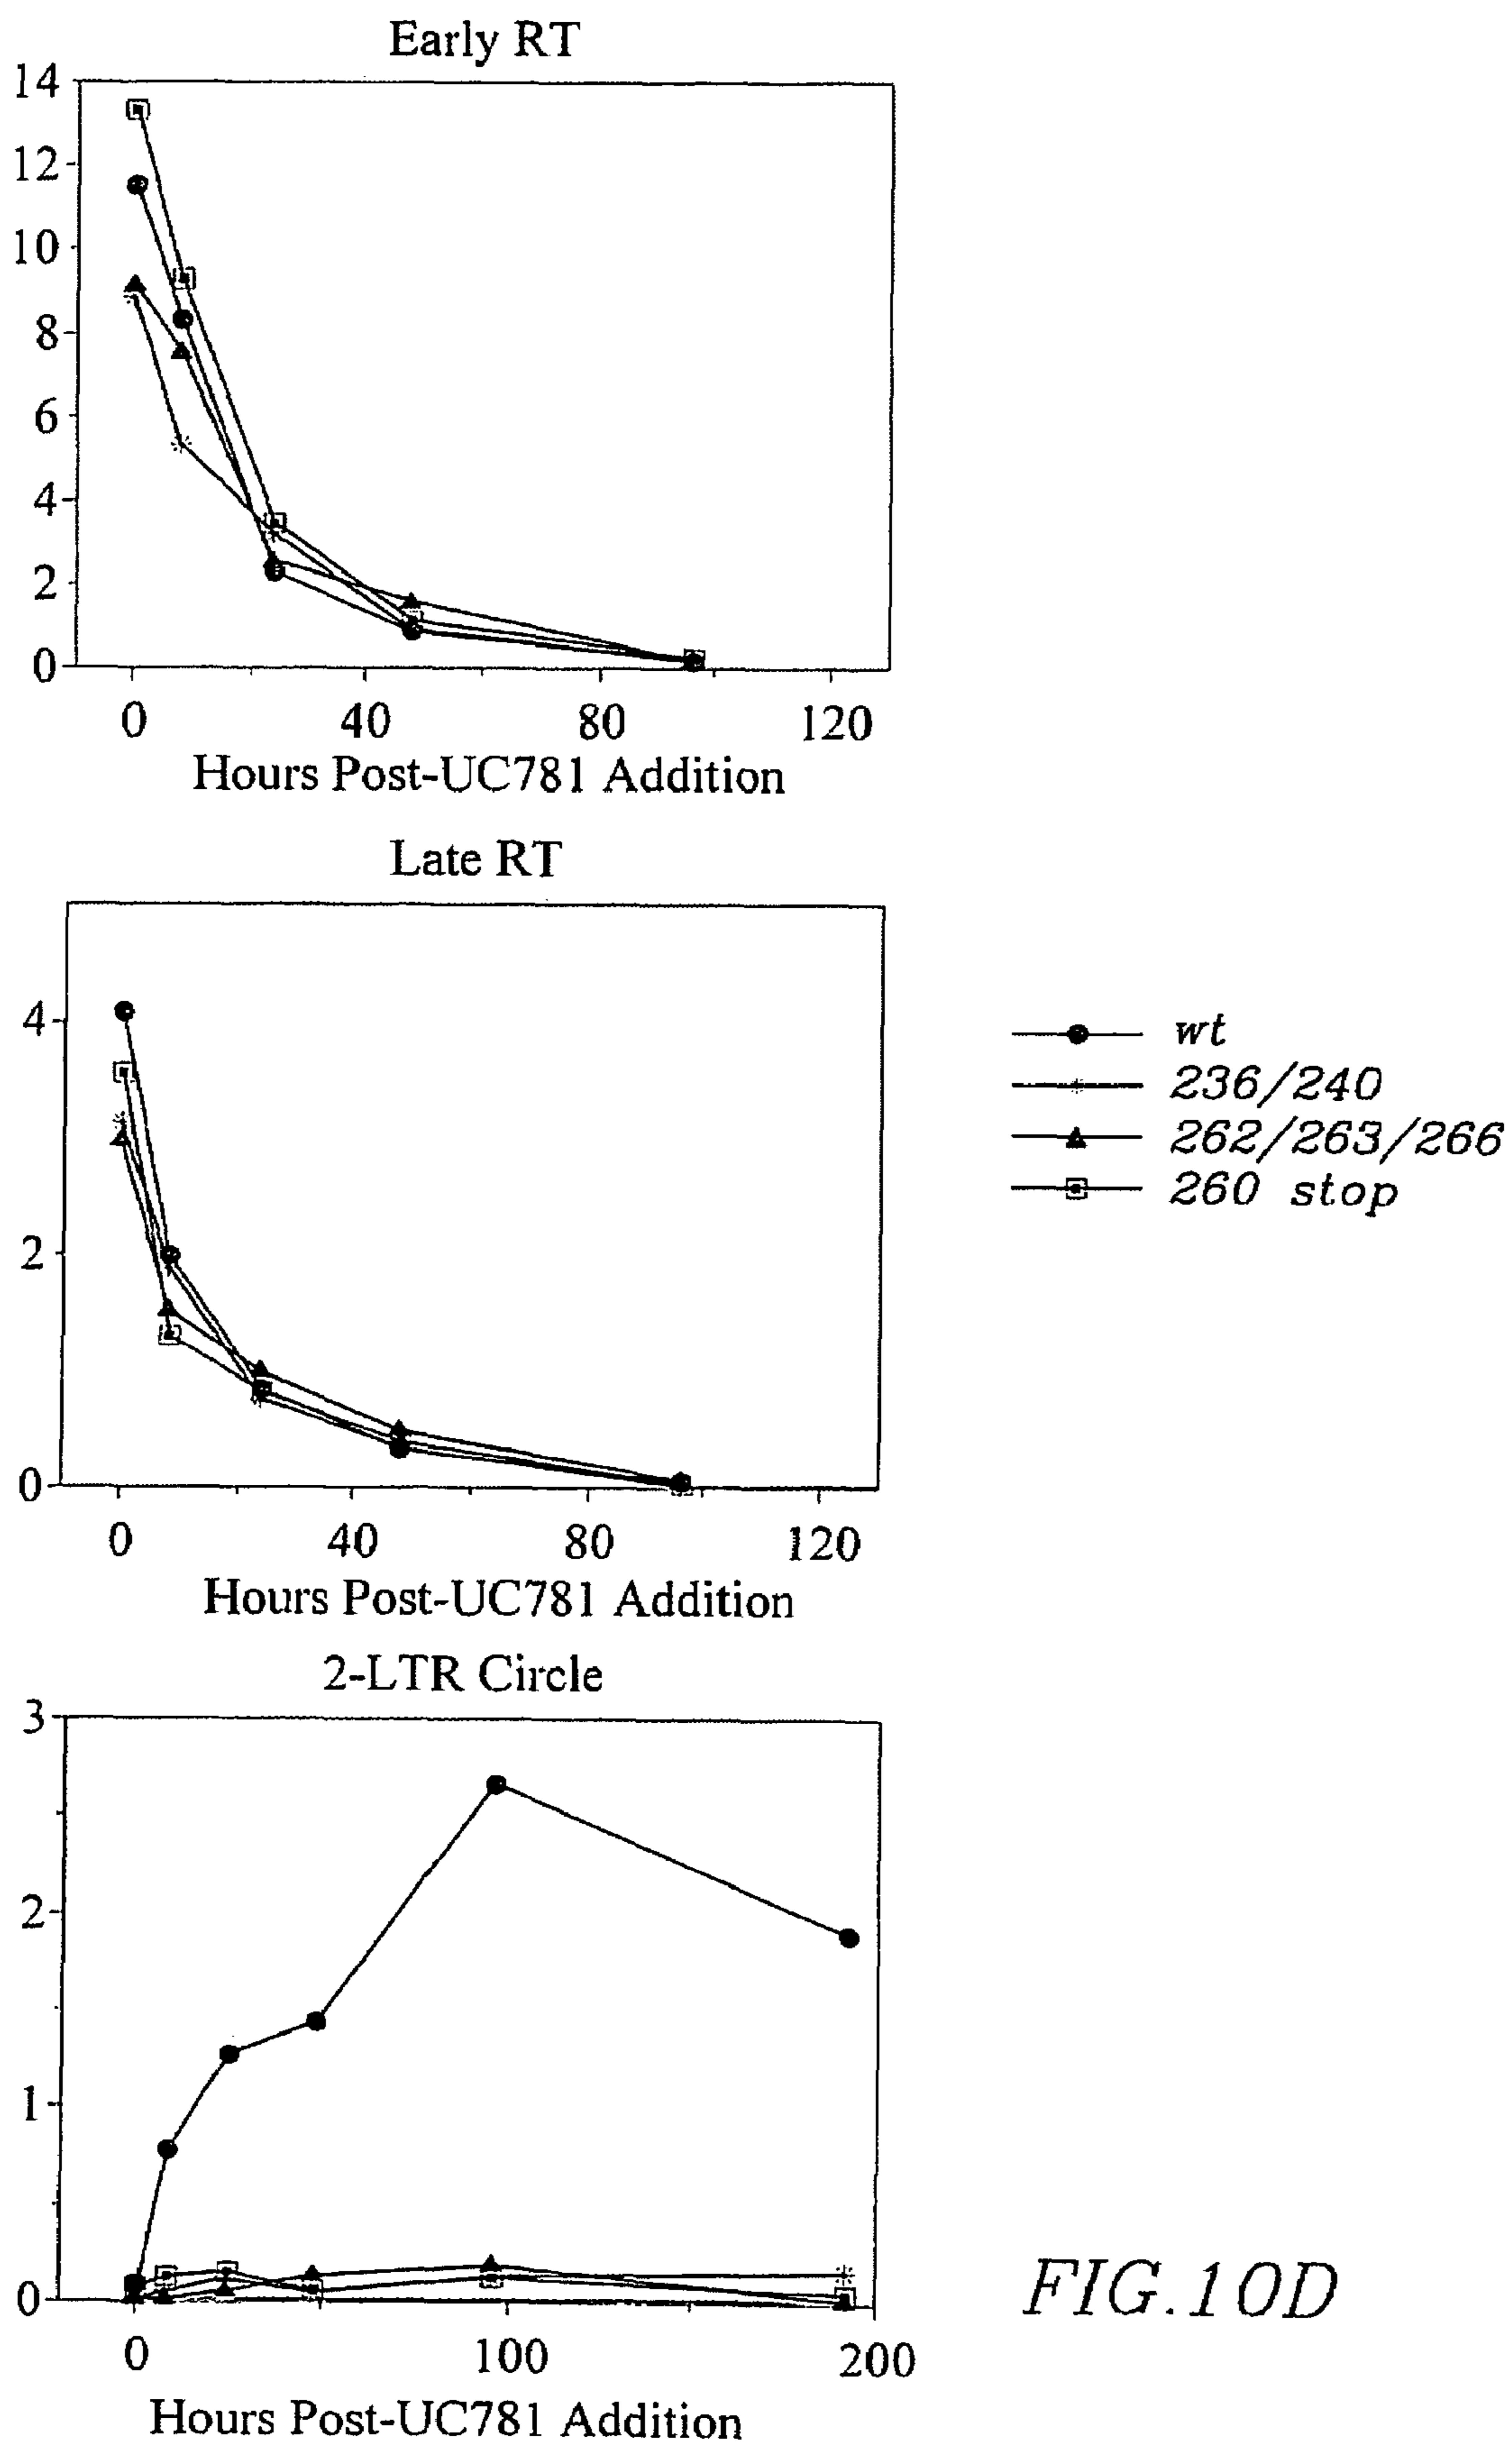 Early RT
14
12
10
8
6
4
2
0
0 40 80 120
Hours Post-UC781 Addition
Late RT
4
2
0
0 40 80 120
Hours Post-UC781 Addition
wt
236/240
262/263/266
260 stop
2-LTR Circle
3
2
1
0
0 100 200
Hours Post-UC781 Addition
FIG.10D